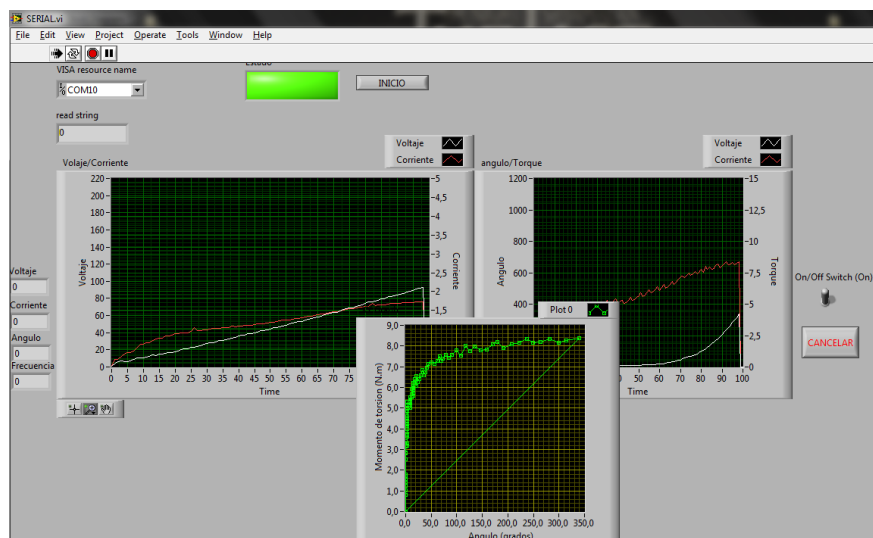 SERIAL.vi
File Edit View Project Operate Tools Window Help
VISA resource name
COM10
Estado
INICIO
read string
0
Volaje/Corriente
Voltaje
Corriente
angulo/Torque
Voltaje
Corriente
220
200
180
160
140
120
100
80
60
40
20
0
Voltaje
0 5 10 15 20 25 30 35 40 45 50 55 60 65 70 75
Time
5
4,5
4
3,5
3
2,5
2
1,5
Corriente
1200
1000
800
600
400
Angulo
15
12,5
10
7,5
5
2,5
0
Torque
40 50 60 70 80 90 100
Time
Voltaje
0
Corriente
0
Angulo
0
Frecuencia
0
On/Off Switch (On)
CANCELAR
Plot 0
9,0
8,0
7,0
6,0
5,0
4,0
3,0
2,0
1,0
0,0
Momento de torsion (N.m)
0,0 50,0 100,0 150,0 200,0 250,0 300,0 350,0
Angulo (grados)